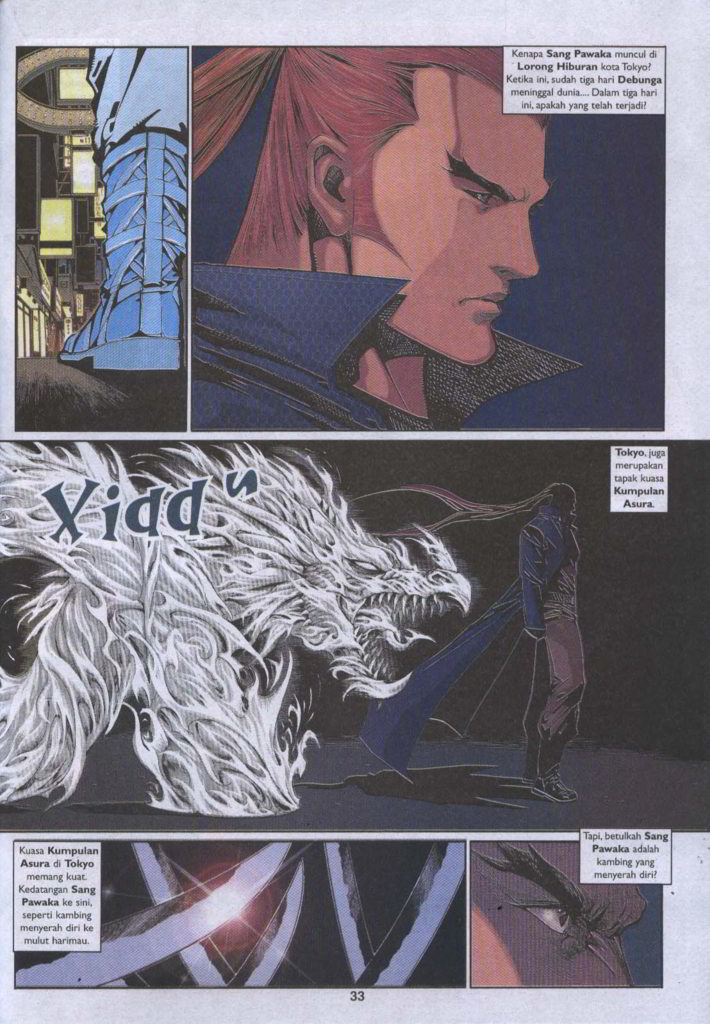 Kenapa Sang Pawaka muncul di
Lorong Hiburan kota Tokyo?
Ketika ini, sudah tiga hari Debunga
meninggal dunia.... Dalam tiga hari
ini, apakah yang telah terjadi?
Xiddu
Tokyo, juga
merupakan
tapak kuasa
Kumpulan
Asura.
Kuasa Kumpulan
Asura di Tokyo
memang kuat.
Kedatangan Sang
Pawaka ke sini,
seperti kambing
menyerah diri ke
mulut harimau.
Tapi, betulkah Sang
Pawaka adalah
kambing yang
menyerah diri?
33